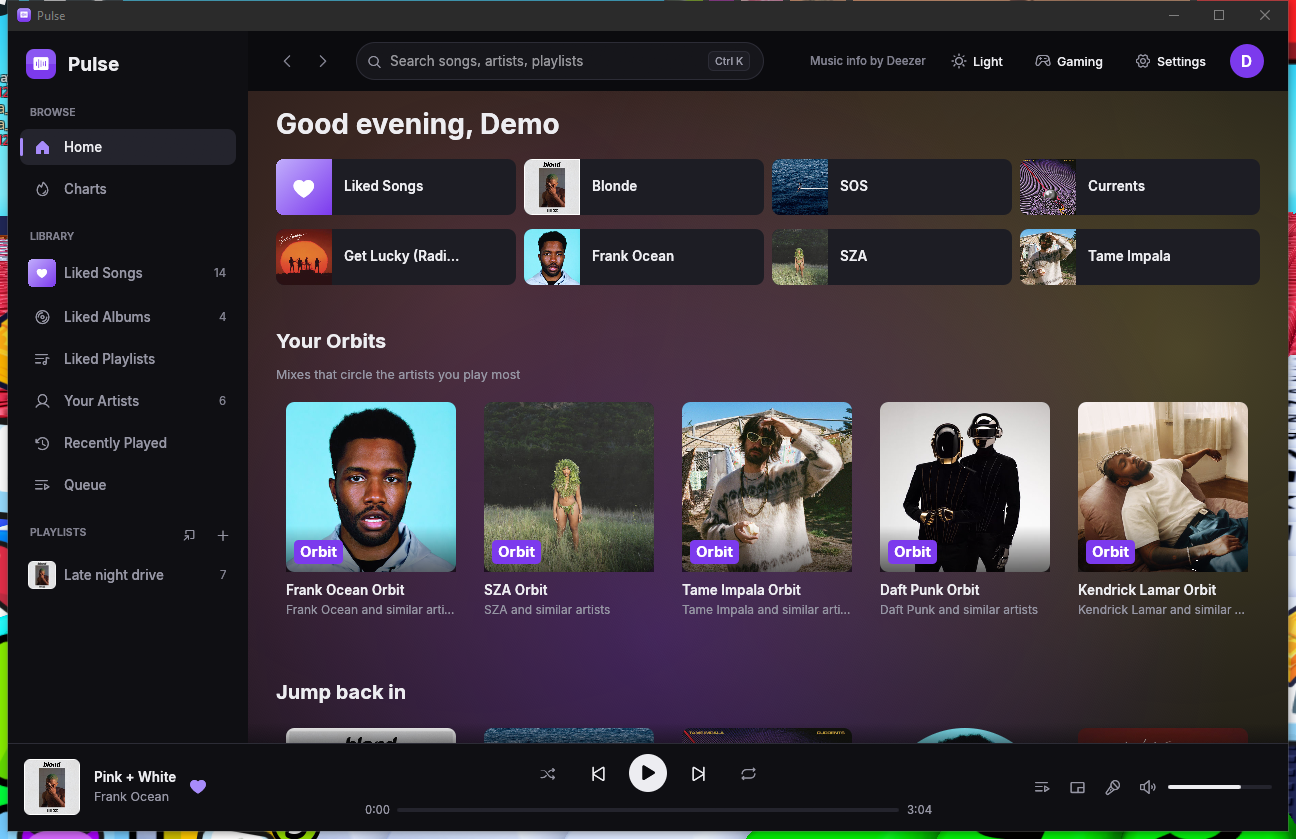 Pulse
Pulse
Search songs, artists, playlists
Ctrl K
Music info by Deezer
Light
Gaming
Settings
D
BROWSE
Home
Charts
LIBRARY
Liked Songs
14
Liked Albums
4
Liked Playlists
Your Artists
6
Recently Played
Queue
PLAYLISTS
Late night drive
7
Good evening, Demo
Liked Songs
blond
Blonde
SOS
Currents
Get Lucky (Radi...
Frank Ocean
SZA
Tame Impala
Your Orbits
Mixes that circle the artists you play most
Orbit
Orbit
Orbit
Orbit
Orbit
Frank Ocean Orbit
SZA Orbit
Tame Impala Orbit
Daft Punk Orbit
Kendrick Lamar Orbit
Frank Ocean and similar arti...
SZA and similar artists
Tame Impala and similar arti...
Daft Punk and similar artists
Kendrick Lamar and similar ...
Jump back in
blond
TAME IMPALA
CURRENTS
blond
Pink + White
Frank Ocean
0:00
3:04